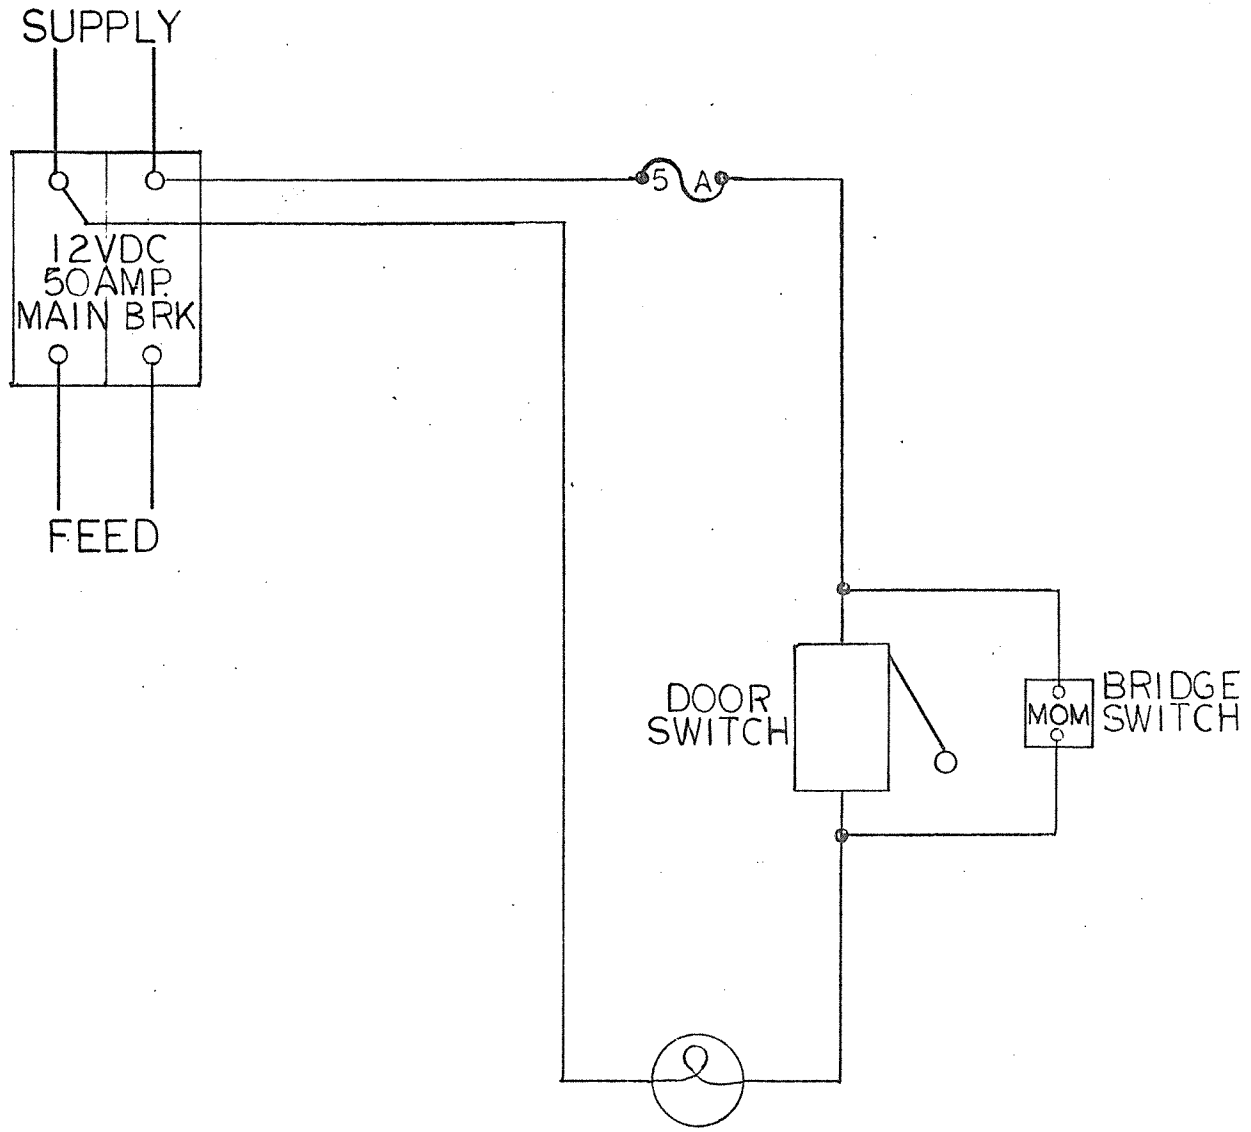 SUPPLY
5 A
12VDC
50AMP.
MAIN BRK
FEED
DOOR
SWITCH
MOM
BRIDGE
SWITCH